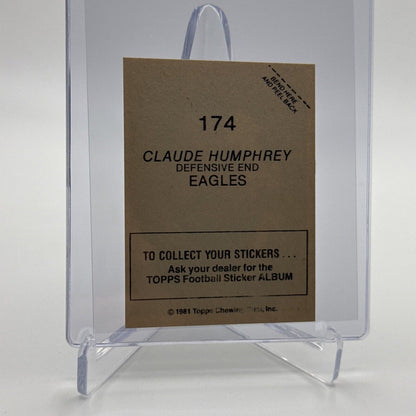 BEND HERE
AND PEEL BACK
174
CLAUDE HUMPHREY
DEFENSIVE END
EAGLES
TO COLLECT YOUR STICKERS . . .
Ask your dealer for the
TOPPS Football Sticker ALBUM
© 1981 Topps Chewing Gum, Inc.